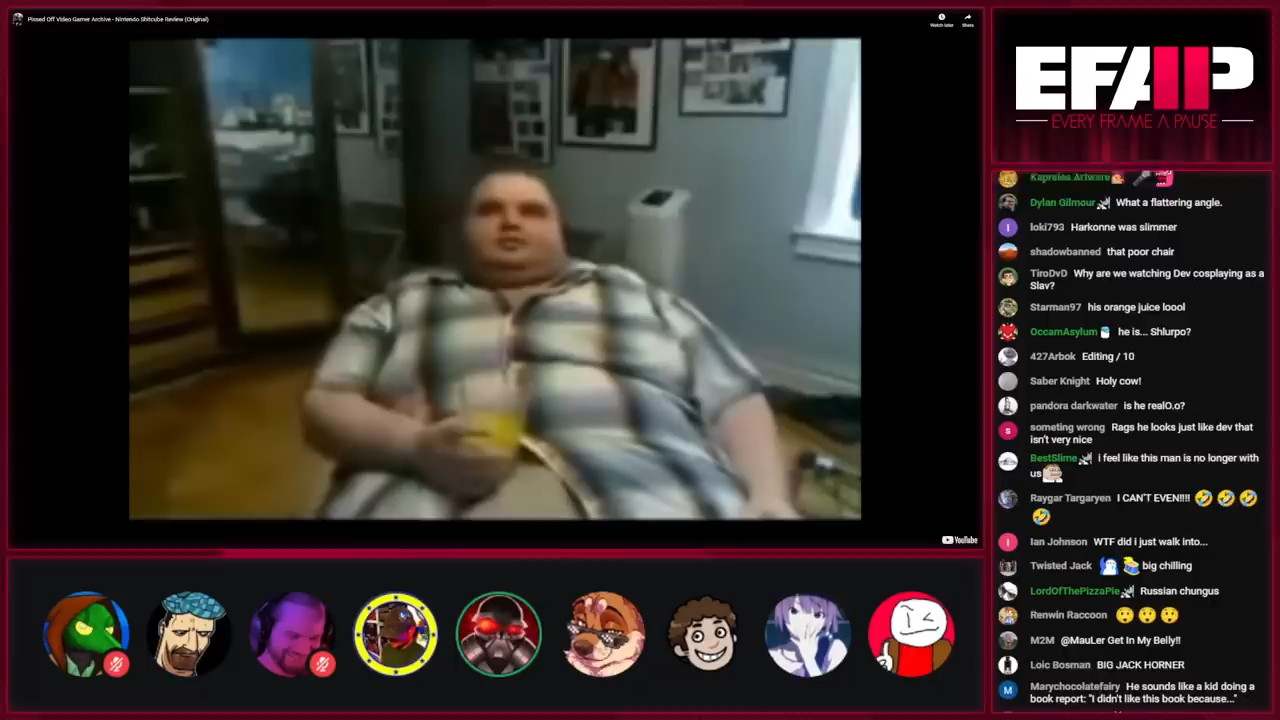 Pissed Off Video Gamer Archive - Nintendo Shitcube Review (Original)
Watch later
Share
YouTube
EFAP
EVERY FRAME A PAUSE
Kapreles Artware
Dylan Gilmour What a flattering angle.
loki793 Harkonne was slimmer
shadowbanned that poor chair
TiroDvD Why are we watching Dev cosplaying as a
Slav?
Starman97 his orange juice loool
OccamAsylum he is... Shlurpo?
427Arbok Editing / 10
Saber Knight Holy cow!
pandora darkwater is he realO.o?
someting wrong Rags he looks just like dev that
isn't very nice
BestSlime i feel like this man is no longer with
us
Raygar Targaryen I CAN'T EVEN!!!!
Ian Johnson WTF did i just walk into...
Twisted Jack big chilling
LordOfThePizzaPie Russian chungus
Renwin Raccoon
M2M @MauLer Get In My Belly!!
Loic Bosman BIG JACK HORNER
Marychocolatefairy He sounds like a kid doing a
book report: "I didn't like this book because..."